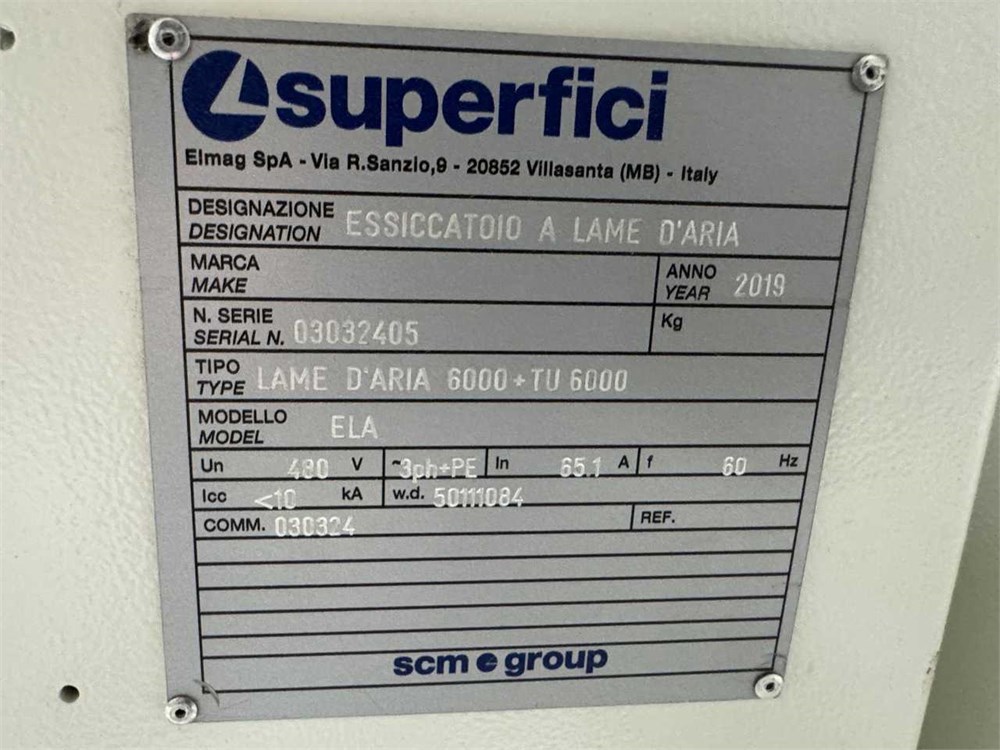 superfici
Elmag SpA - Via R.Sanzio,9 - 20852 Villasanta (MB) - Italy
DESIGNAZIONE
DESIGNATION ESSICCATOIO A LAME D'ARIA
MARCA
MAKE
ANNO
YEAR 2019
N. SERIE
SERIAL N. 03032405
Kg
TIPO
TYPE LAME D'ARIA 6000+TU 6000
MODELLO
MODEL ELA
Un 480 V ~3ph+PE In 65.1 A f 60 Hz
Icc <10 kA w.d. 50111084
COMM. 030324 REF.
scm e group